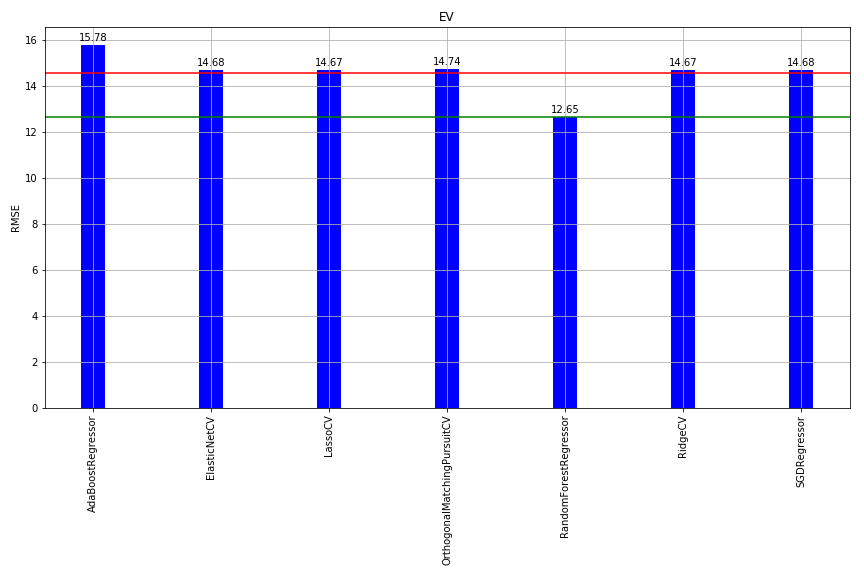 EV
15.78
14.68
14.67
14.74
12.65
14.67
14.68
16
14
12
10
8
6
4
2
0
RMSE
AdaBoostRegressor
ElasticNetCV
LassoCV
OrthogonalMatchingPursuitCV
RandomForestRegressor
RidgeCV
SGDRegressor